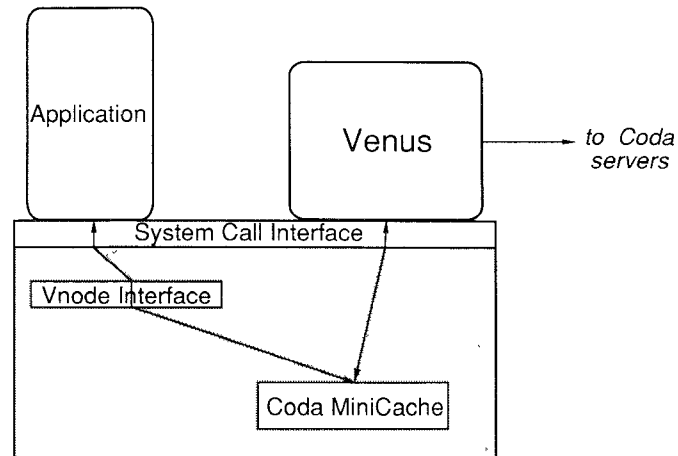 Application
Venus
to Coda
servers
System Call Interface
Vnode Interface
Coda MiniCache